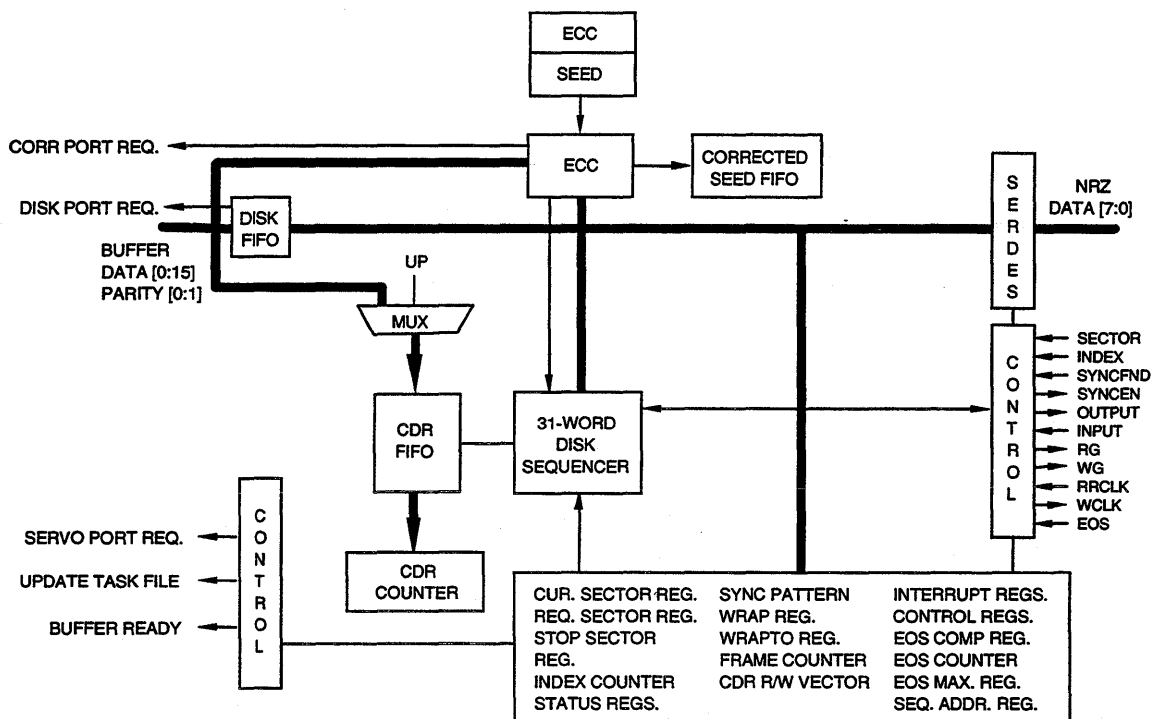 ECC
SEED
CORR PORT REQ.
ECC
CORRECTED
SEED FIFO
DISK PORT REQ.
DISK
FIFO
SERDES
NRZ
DATA [7:0]
BUFFER
DATA [0:15]
PARITY [0:1]
UP
MUX
CDR
FIFO
31-WORD
DISK
SEQUENCER
CONTROL
SECTOR
INDEX
SYNCFND
SYNCEN
OUTPUT
INPUT
RG
WG
RRCLK
WCLK
EOS
CONTROL
SERVO PORT REQ.
UPDATE TASK FILE
BUFFER READY
CDR
COUNTER
CUR. SECTOR REG.
REQ. SECTOR REG.
STOP SECTOR
REG.
INDEX COUNTER
STATUS REGS.
SYNC PATTERN
WRAP REG.
WRAPTO REG.
FRAME COUNTER
CDR R/W VECTOR
INTERRUPT REGS.
CONTROL REGS.
EOS COMP REG.
EOS COUNTER
EOS MAX. REG.
SEQ. ADDR. REG.